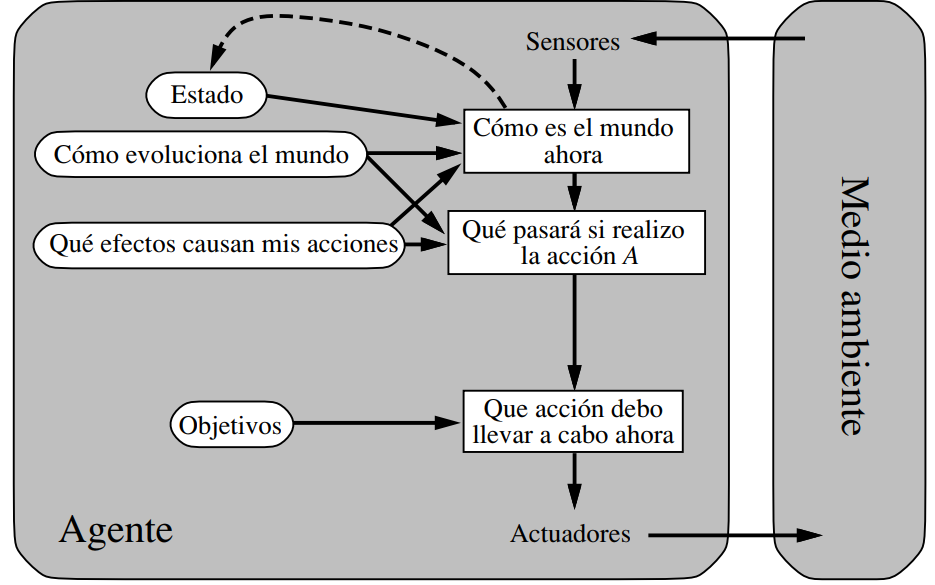 Sensores
Estado
Cómo es el mundo
ahora
Cómo evoluciona el mundo
Qué efectos causan mis acciones
Qué pasará si realizo
la acción A
Objetivos
Que acción debo
llevar a cabo ahora
Agente
Actuadores
Medio ambiente